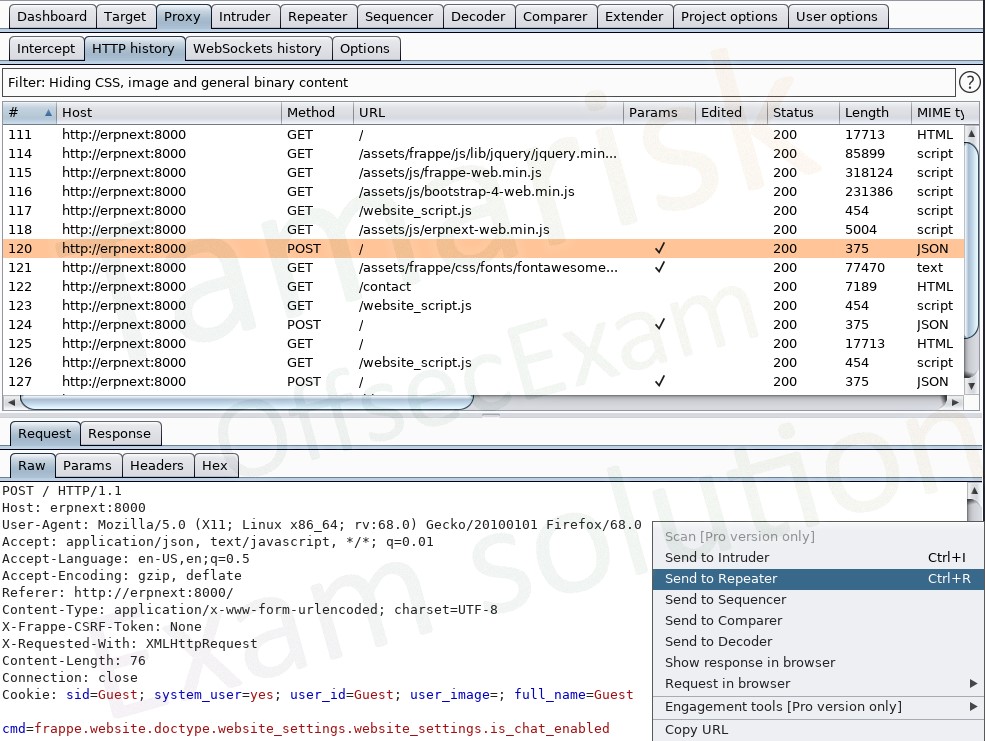 Dashboard Target Proxy Intruder Repeater Sequencer Decoder Comparer Extender Project options User options
Intercept HTTP history WebSockets history Options
Filter: Hiding CSS, image and general binary content ?
# Host Method URL Params Edited Status Length MIME ty
111 http://erpnext:8000 GET / 200 17713 HTML
114 http://erpnext:8000 GET /assets/frappe/js/lib/jquery/jquery.min... 200 85899 script
115 http://erpnext:8000 GET /assets/js/frappe-web.min.js 200 318124 script
116 http://erpnext:8000 GET /assets/js/bootstrap-4-web.min.js 200 231386 script
117 http://erpnext:8000 GET /website_script.js 200 454 script
118 http://erpnext:8000 GET /assets/js/erpnext-web.min.js 200 5004 script
120 http://erpnext:8000 POST / ✓ 200 375 JSON
121 http://erpnext:8000 GET /assets/frappe/css/fonts/fontawesome... ✓ 200 77470 text
122 http://erpnext:8000 GET /contact 200 7189 HTML
123 http://erpnext:8000 GET /website_script.js 200 454 script
124 http://erpnext:8000 POST / ✓ 200 375 JSON
125 http://erpnext:8000 GET / 200 17713 HTML
126 http://erpnext:8000 GET /website_script.js 200 454 script
127 http://erpnext:8000 POST / ✓ 200 375 JSON
Tamarisk
OffsecExam
Exam solution
Request Response
Raw Params Headers Hex
POST / HTTP/1.1
Host: erpnext:8000
User-Agent: Mozilla/5.0 (X11; Linux x86_64; rv:68.0) Gecko/20100101 Firefox/68.0
Accept: application/json, text/javascript, */*; q=0.01
Accept-Language: en-US,en;q=0.5
Accept-Encoding: gzip, deflate
Referer: http://erpnext:8000/
Content-Type: application/x-www-form-urlencoded; charset=UTF-8
X-Frappe-CSRF-Token: None
X-Requested-With: XMLHttpRequest
Content-Length: 76
Connection: close
Cookie: sid=Guest; system_user=yes; user_id=Guest; user_image=; full_name=Guest
cmd=frappe.website.doctype.website_settings.website_settings.is_chat_enabled
Scan [Pro version only]
Send to Intruder Ctrl+I
Send to Repeater Ctrl+R
Send to Sequencer
Send to Comparer
Send to Decoder
Show response in browser
Request in browser
Engagement tools [Pro version only]
Copy URL